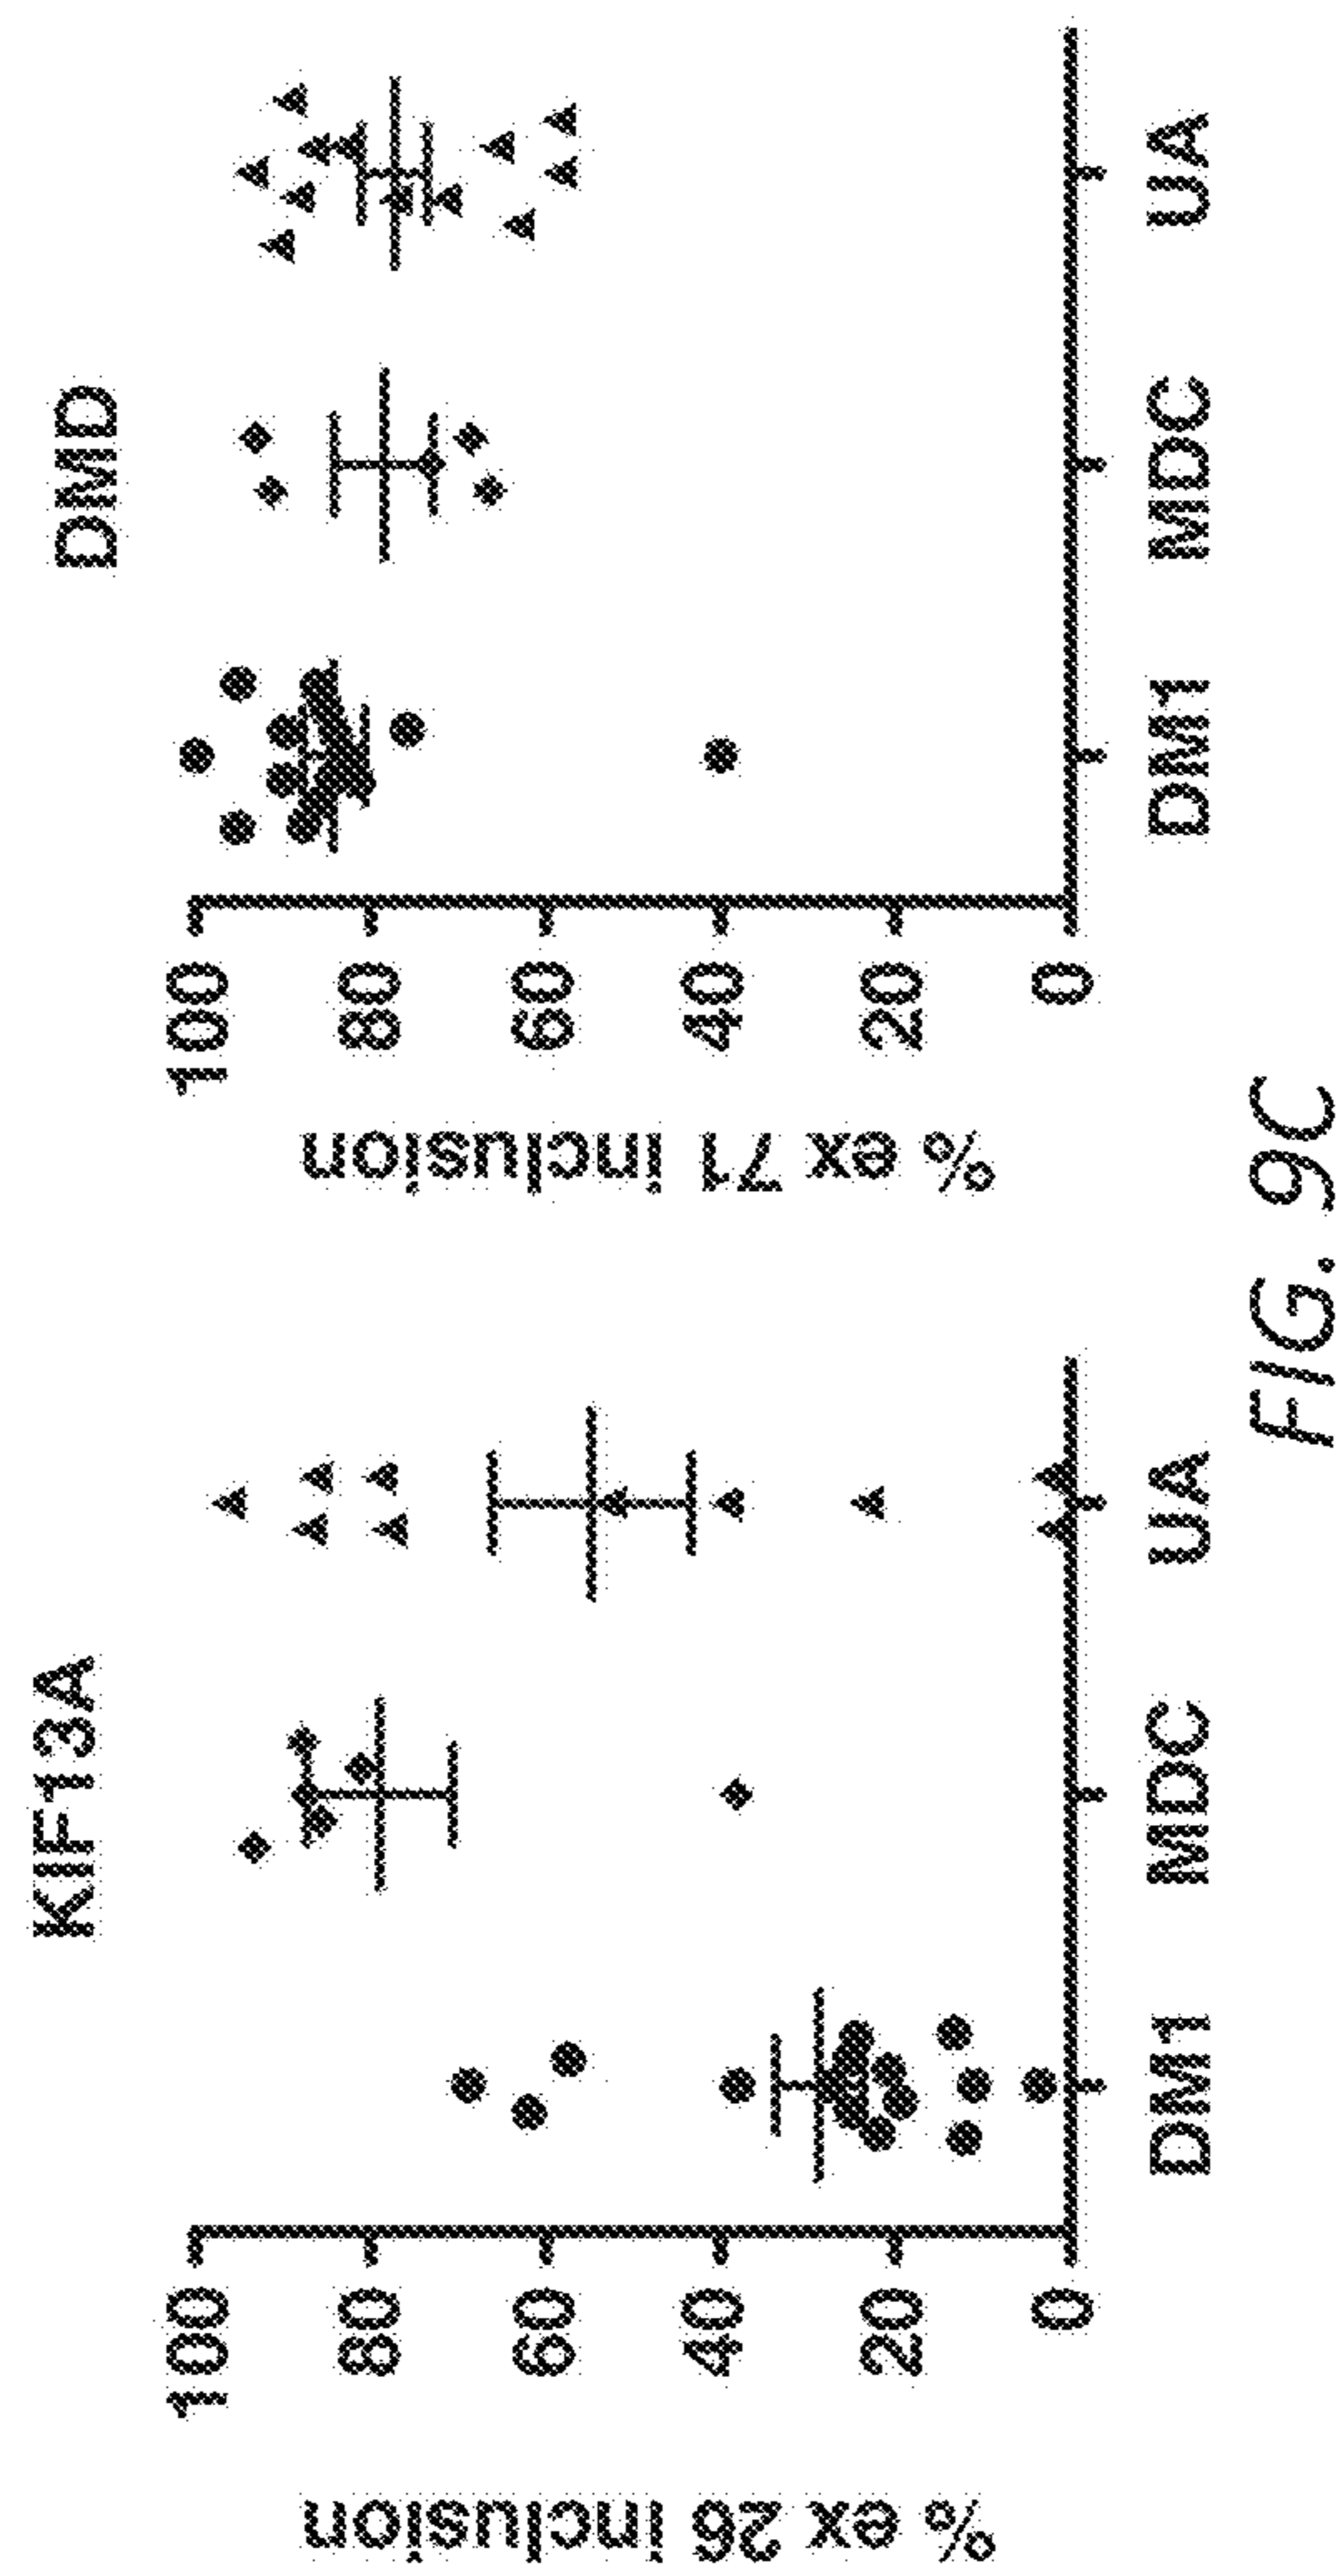 KIF13A
% ex 26 inclusion
100
80
60
40
20
0
DM1 MDC UA
DMD
% ex 71 inclusion
100
80
60
40
20
0
DM1 MDC UA
FIG. 9C